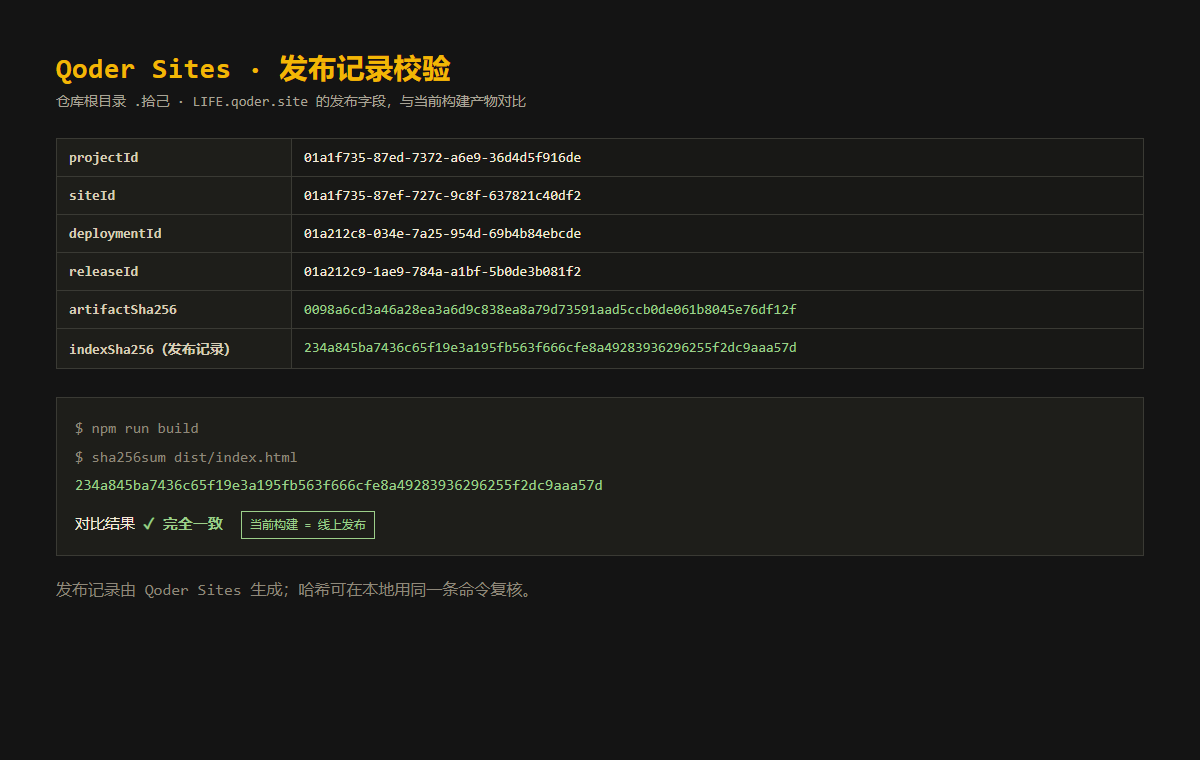 Qoder Sites · 发布记录校验
仓库根目录 .拾己 · LIFE.qoder.site 的发布字段，与当前构建产物对比
projectId 01a1f735-87ed-7372-a6e9-36d4d5f916de
siteId 01a1f735-87ef-727c-9c8f-637821c40df2
deploymentId 01a212c8-034e-7a25-954d-69b4b84ebcde
releaseId 01a212c9-1ae9-784a-a1bf-5b0de3b081f2
artifactSha256 0098a6cd3a46a28ea3a6d9c838ea8a79d73591aad5ccb0de061b8045e76df12f
indexSha256（发布记录） 234a845ba7436c65f19e3a195fb563f666cfe8a49283936296255f2dc9aaa57d
$ npm run build
$ sha256sum dist/index.html
234a845ba7436c65f19e3a195fb563f666cfe8a49283936296255f2dc9aaa57d
对比结果 ✓ 完全一致 当前构建 = 线上发布
发布记录由 Qoder Sites 生成；哈希可在本地用同一条命令复核。